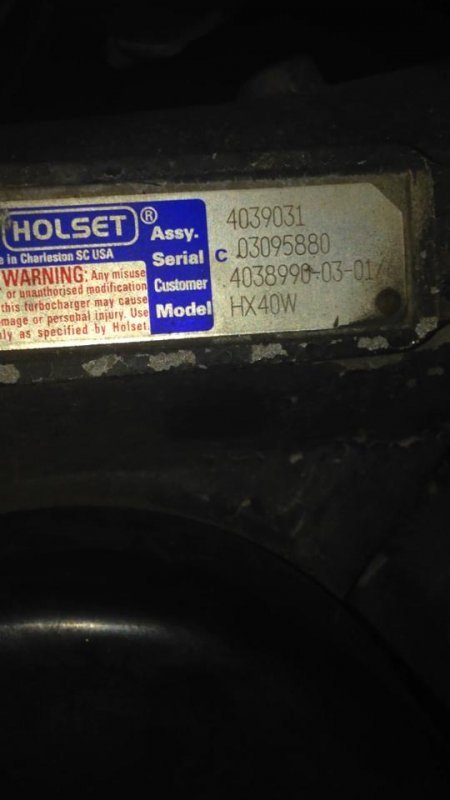 HOLSET ®
e in Charleston SC USA
WARNING: Any misuse
or unauthorised modification
this turbocharger may cause
mage or personal injury. Use
ly as specified by Holset.
Assy. 4039031
Serial C 03095880
Customer 4038990-03-01/
Model HX40W